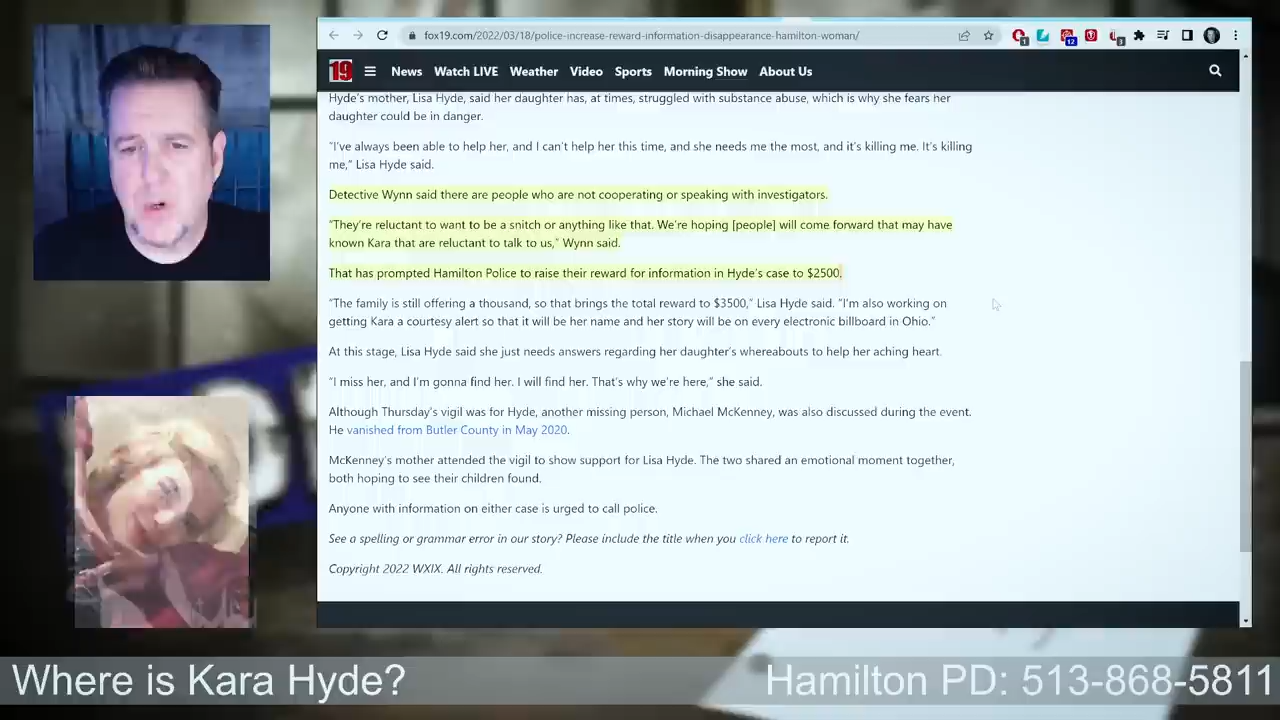 fox19.com/2022/03/18/police-increase-reward-information-disappearance-hamilton-woman/
1
12
3
19
News Watch LIVE Weather Video Sports Morning Show About Us
Hyde's mother, Lisa Hyde, said her daughter has, at times, struggled with substance abuse, which is why she fears her
daughter could be in danger.
"I've always been able to help her, and I can't help her this time, and she needs me the most, and it's killing me. It's killing
me," Lisa Hyde said.
Detective Wynn said there are people who are not cooperating or speaking with investigators.
"They're reluctant to want to be a snitch or anything like that. We're hoping [people] will come forward that may have
known Kara that are reluctant to talk to us," Wynn said.
That has prompted Hamilton Police to raise their reward for information in Hyde's case to $2500.
"The family is still offering a thousand, so that brings the total reward to $3500," Lisa Hyde said. "I'm also working on
getting Kara a courtesy alert so that it will be her name and her story will be on every electronic billboard in Ohio."
At this stage, Lisa Hyde said she just needs answers regarding her daughter's whereabouts to help her aching heart.
"I miss her, and I'm gonna find her. I will find her. That's why we're here," she said.
Although Thursday's vigil was for Hyde, another missing person, Michael McKenney, was also discussed during the event.
He vanished from Butler County in May 2020.
McKenney's mother attended the vigil to show support for Lisa Hyde. The two shared an emotional moment together,
both hoping to see their children found.
Anyone with information on either case is urged to call police.
See a spelling or grammar error in our story? Please include the title when you click here to report it.
Copyright 2022 WXIX. All rights reserved.
Where is Kara Hyde?
Hamilton PD: 513-868-5811